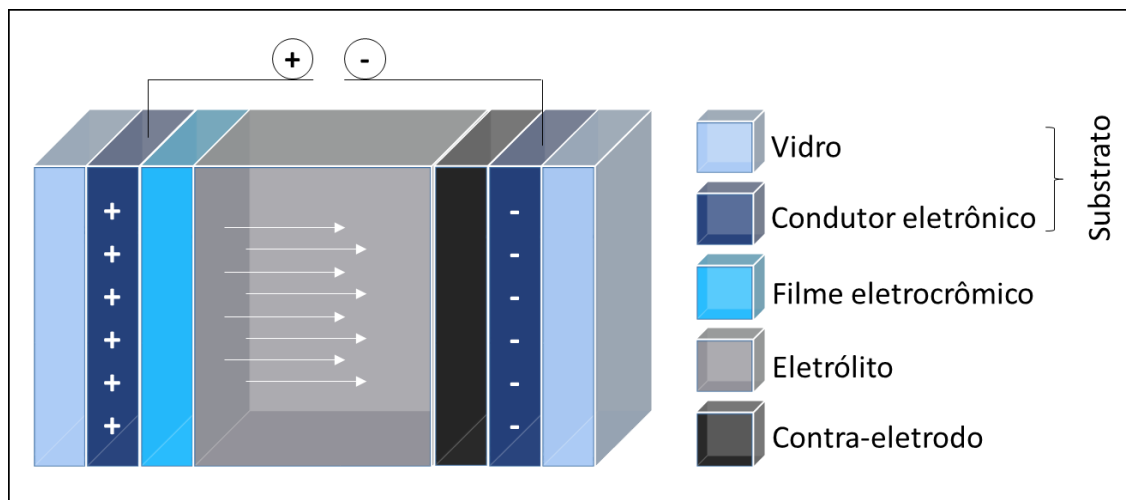 + -
+ -
+ -
+ -
+ -
+ -
+ -
Vidro
Condutor eletrônico
Filme eletrocrômico
Eletrólito
Contra-eletrodo
Substrato